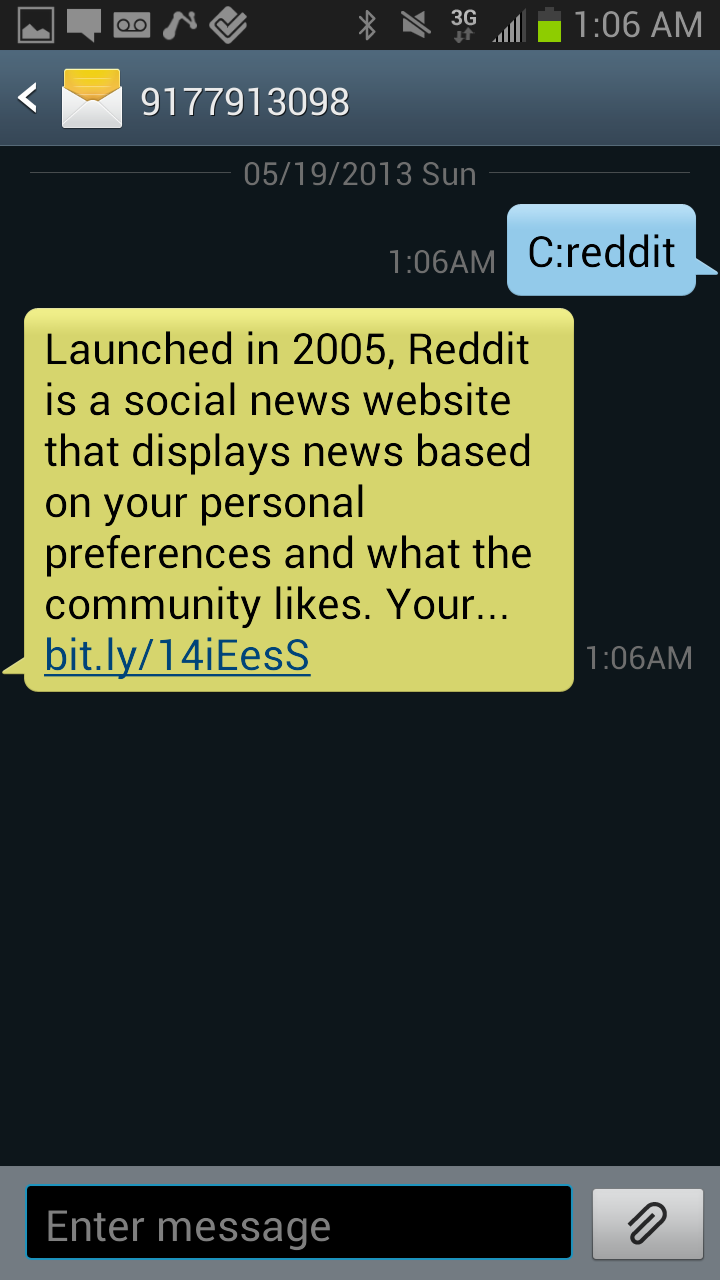 3G 1:06 AM
9177913098
05/19/2013 Sun
1:06AM C:reddit
Launched in 2005, Reddit
is a social news website
that displays news based
on your personal
preferences and what the
community likes. Your...
bit.ly/14iEesS 1:06AM
Enter message